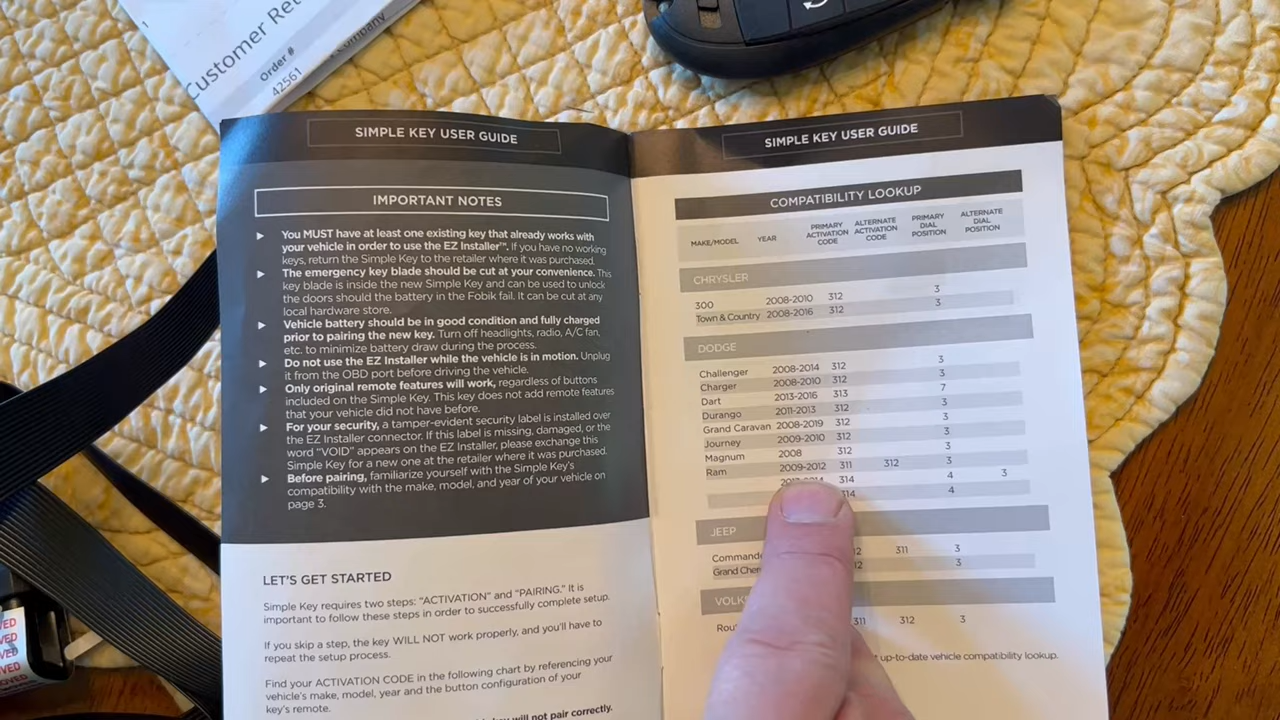 Customer Ret
Order #
42561
Company
SIMPLE KEY USER GUIDE
IMPORTANT NOTES
► You MUST have at least one existing key that already works with
your vehicle in order to use the EZ Installer™. If you have no working
keys, return the Simple Key to the retailer where it was purchased.
► The emergency key blade should be cut at your convenience. This
key blade is inside the new Simple Key and can be used to unlock
the doors should the battery in the Fobik fail. It can be cut at any
local hardware store.
► Vehicle battery should be in good condition and fully charged
prior to pairing the new key. Turn off headlights, radio, A/C fan,
etc. to minimize battery draw during the process.
► Do not use the EZ Installer while the vehicle is in motion. Unplug
it from the OBD port before driving the vehicle.
► Only original remote features will work, regardless of buttons
included on the Simple Key. This key does not add remote features
that your vehicle did not have before.
► For your security, a tamper-evident security label is installed over
the EZ Installer connector. If this label is missing, damaged, or the
word "VOID" appears on the EZ Installer, please exchange this
Simple Key for a new one at the retailer where it was purchased.
► Before pairing, familiarize yourself with the Simple Key's
compatibility with the make, model, and year of your vehicle on
page 3.
LET'S GET STARTED
Simple Key requires two steps: "ACTIVATION" and "PAIRING." It is
important to follow these steps in order to successfully complete setup.
If you skip a step, the key WILL NOT work properly, and you'll have to
repeat the setup process.
Find your ACTIVATION CODE in the following chart by referencing your
vehicle's make, model, year and the button configuration of your
key's remote.
key will not pair correctly.
SIMPLE KEY USER GUIDE
COMPATIBILITY LOOKUP
MAKE/MODEL YEAR PRIMARY ACTIVATION CODE ALTERNATE ACTIVATION CODE PRIMARY DIAL POSITION ALTERNATE DIAL POSITION
CHRYSLER
300 2008-2010 312 3
Town & Country 2008-2016 312 3
DODGE
Challenger 2008-2014 312 3
Charger 2008-2010 312 3
Dart 2013-2016 313 7
Durango 2011-2013 312 3
Grand Caravan 2008-2019 312 3
Journey 2009-2010 312 3
Magnum 2008 312 3
Ram 2009-2012 311 312 3
314 4 3
314 4
JEEP
Commande 12 311 3
Grand Cher 12 3
VOLK
Rou 311 312 3
up-to-date vehicle compatibility lookup.